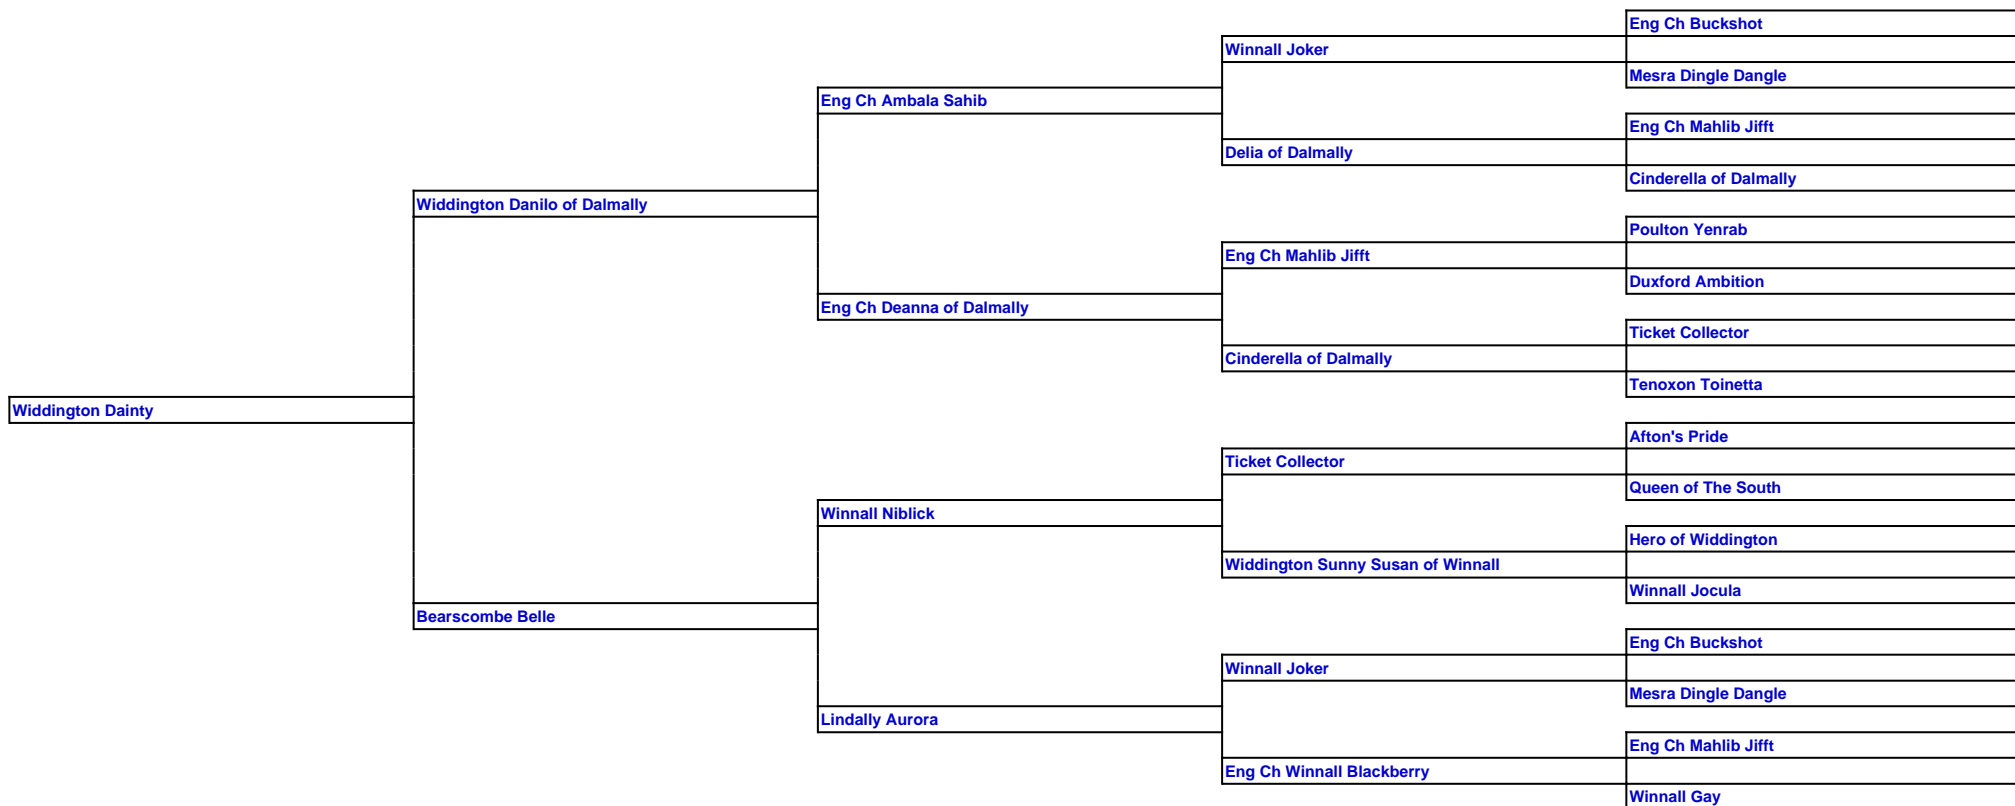 Eng Ch Buckshot
Winnall Joker
Mesra Dingle Dangle
Eng Ch Ambala Sahib
Eng Ch Mahlib Jifft
Delia of Dalmally
Cinderella of Dalmally
Widdington Danilo of Dalmally
Poulton Yenrab
Eng Ch Mahlib Jifft
Duxford Ambition
Eng Ch Deanna of Dalmally
Ticket Collector
Cinderella of Dalmally
Tenoxon Toinetta
Widdington Dainty
Afton's Pride
Ticket Collector
Queen of The South
Winnall Niblick
Hero of Widdington
Widdington Sunny Susan of Winnall
Winnall Jocula
Bearscombe Belle
Eng Ch Buckshot
Winnall Joker
Mesra Dingle Dangle
Lindally Aurora
Eng Ch Mahlib Jifft
Eng Ch Winnall Blackberry
Winnall Gay